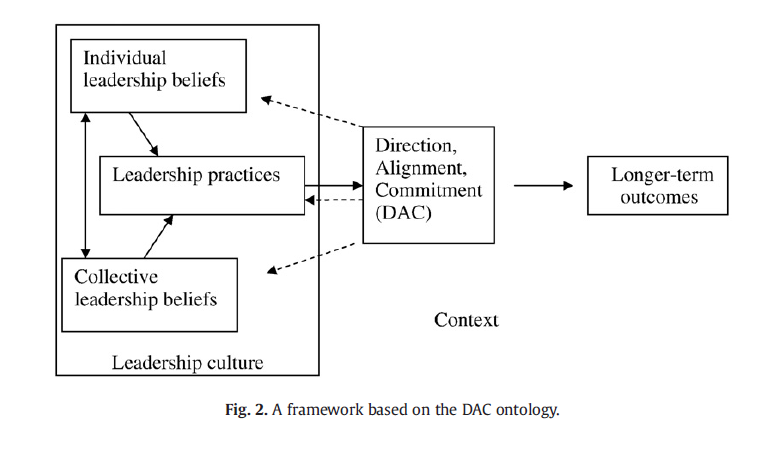 Individual
leadership beliefs
Leadership practices
Collective
leadership beliefs
Leadership culture
Direction,
Alignment,
Commitment
(DAC)
Longer-term
outcomes
Context
Fig. 2. A framework based on the DAC ontology.